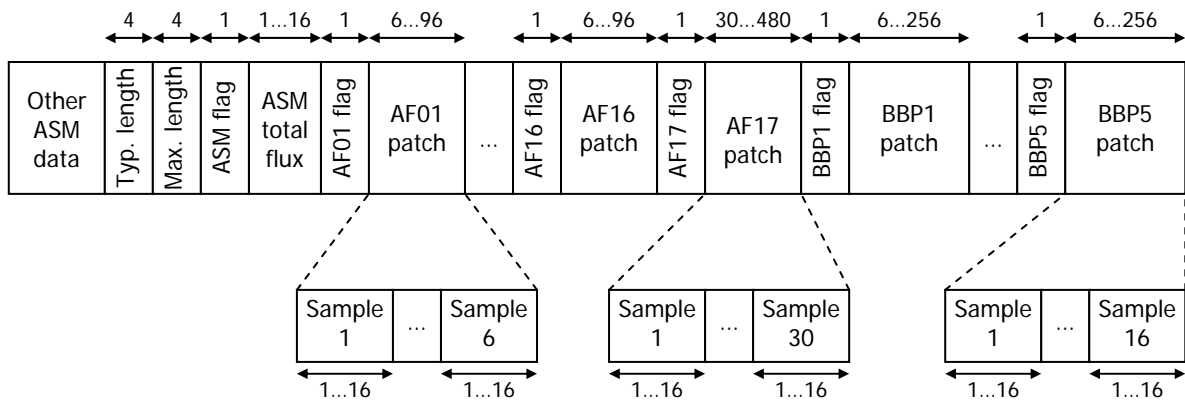 4 4 1 1...16 1 6...96 1 6...96 1 30...480 1 6...256 1 6...256
Other ASM data
Typ. length
Max. length
ASM flag
ASM total flux
AF01 flag
AF01 patch
...
AF16 flag
AF16 patch
AF17 flag
AF17 patch
BBP1 flag
BBP1 patch
...
BBP5 flag
BBP5 patch
Sample 1
...
Sample 6
Sample 1
...
Sample 30
Sample 1
...
Sample 16
1...16 1...16 1...16 1...16 1...16 1...16